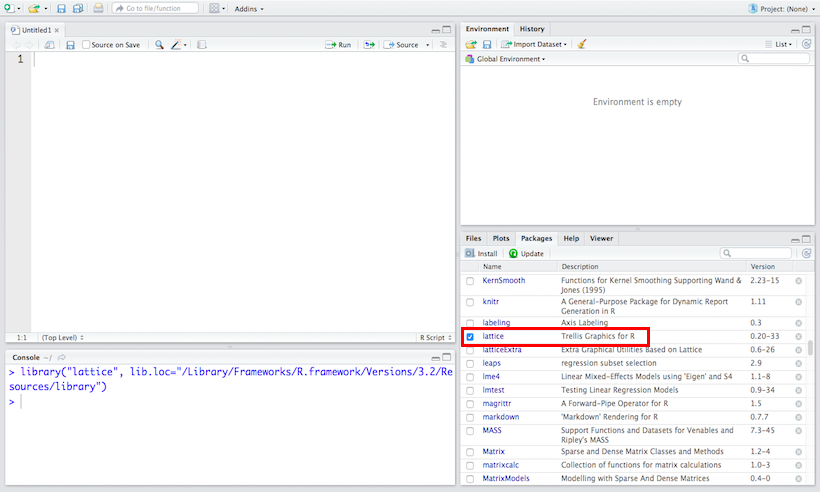 Go to file/function
Addins
Project: (None)
Untitled1
Source on Save
Run
Source
1
1:1
(Top Level)
R Script
Console ~/
> library("lattice", lib.loc="/Library/Frameworks/R.framework/Versions/3.2/Re
sources/library")
>
Environment History
Import Dataset
List
Global Environment
Environment is empty
Files Plots Packages Help Viewer
Install Update
Name Description Version
KernSmooth Functions for Kernel Smoothing Supporting Wand & 2.23-15
Jones (1995)
knitr A General-Purpose Package for Dynamic Report 1.11
Generation in R
labeling Axis Labeling 0.3
lattice Trellis Graphics for R 0.20-33
latticeExtra Extra Graphical Utilities Based on Lattice 0.6-26
leaps regression subset selection 2.9
lme4 Linear Mixed-Effects Models using 'Eigen' and S4 1.1-8
lmtest Testing Linear Regression Models 0.9-34
magrittr A Forward-Pipe Operator for R 1.5
markdown 'Markdown' Rendering for R 0.7.7
MASS Support Functions and Datasets for Venables and 7.3-45
Ripley's MASS
Matrix Sparse and Dense Matrix Classes and Methods 1.2-4
matrixcalc Collection of functions for matrix calculations 1.0-3
MatrixModels Modelling with Sparse And Dense Matrices 0.4-0